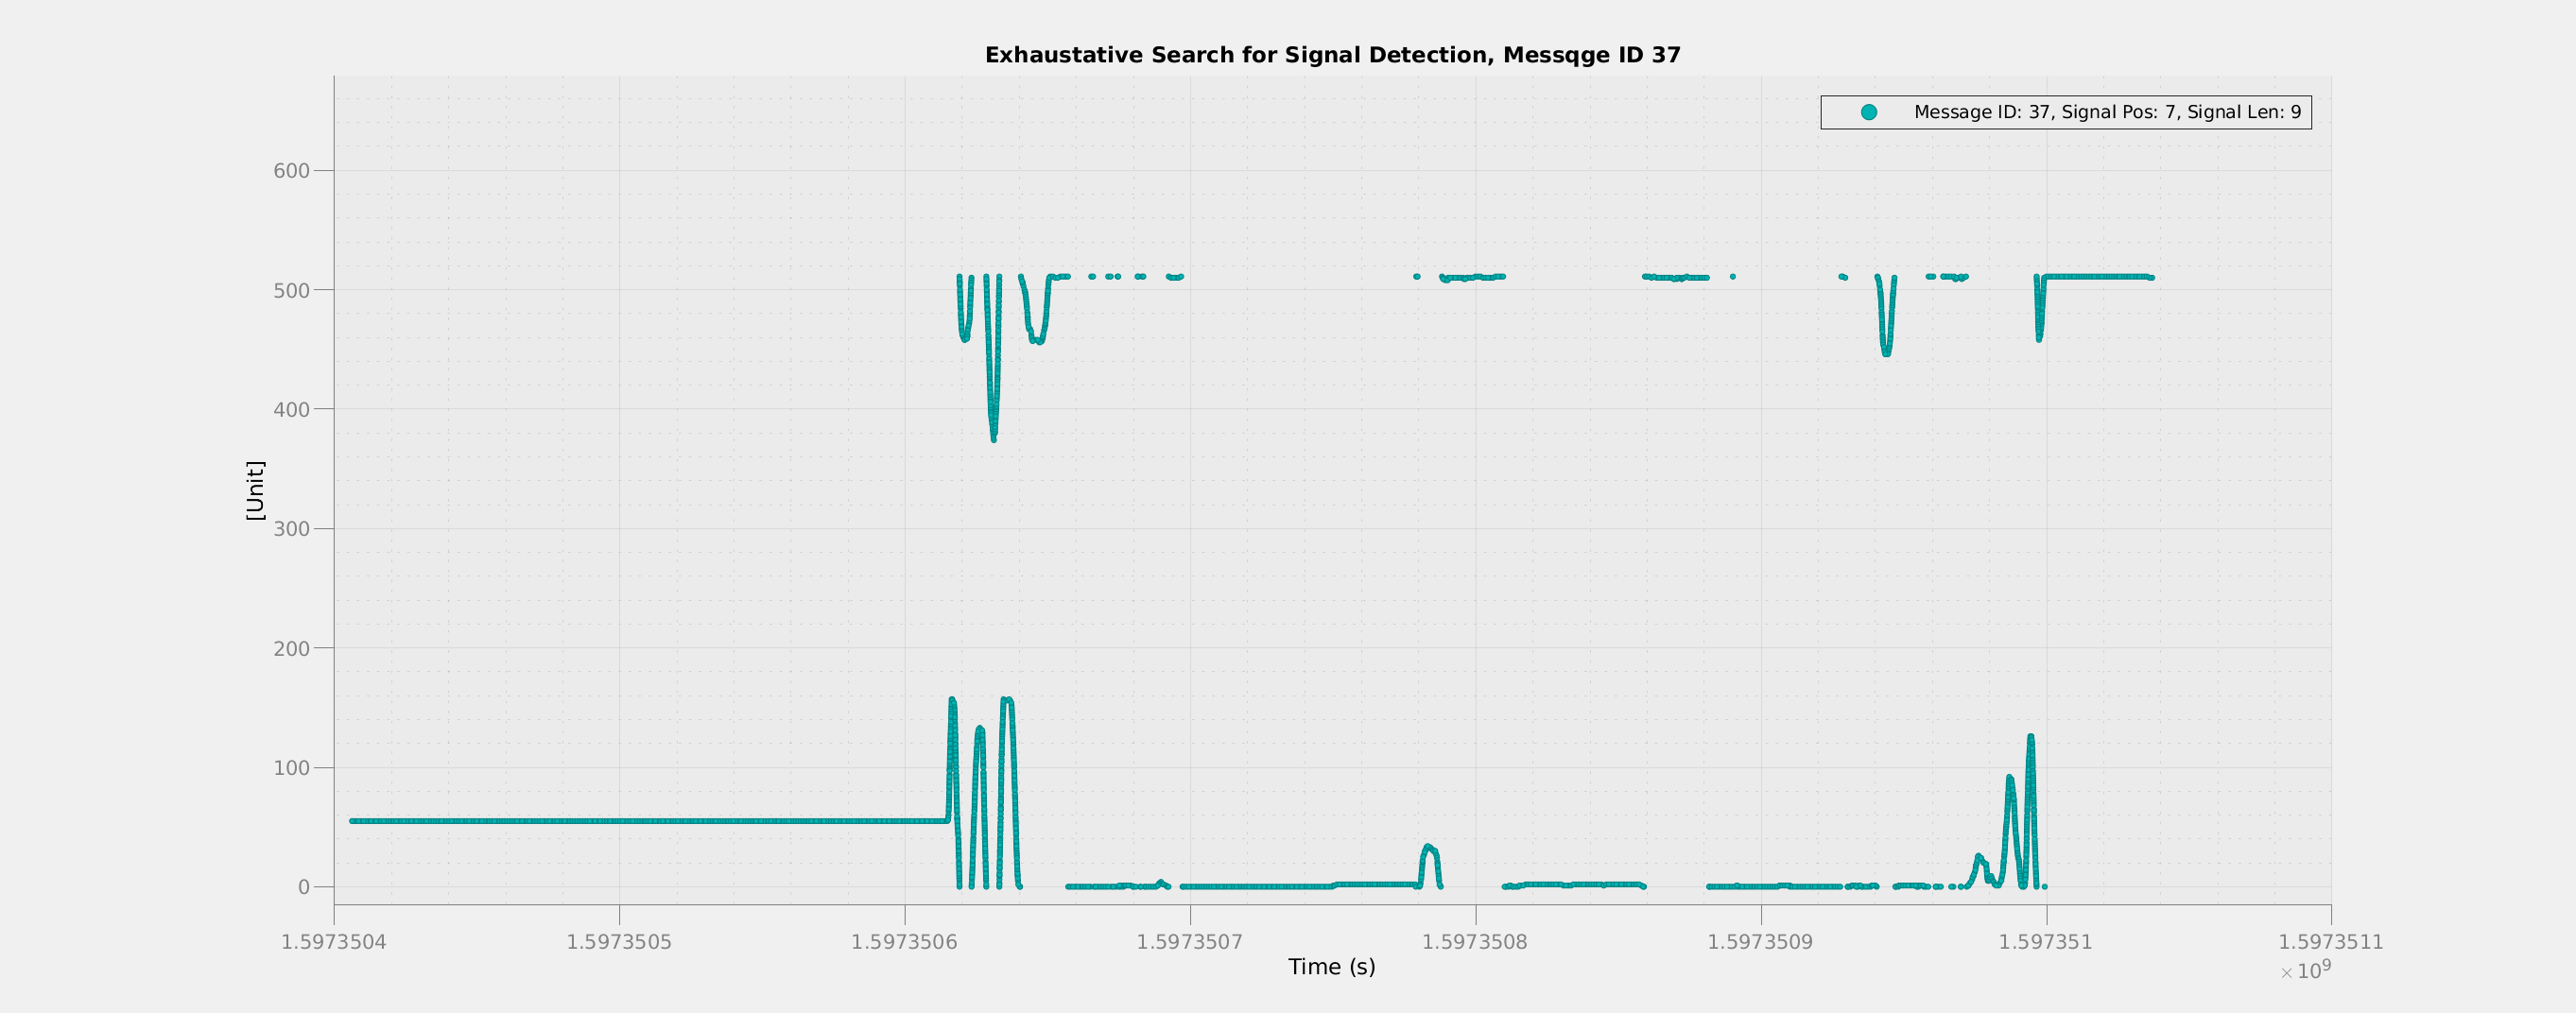 Exhaustative Search for Signal Detection, Messqge ID 37
Message ID: 37, Signal Pos: 7, Signal Len: 9
600
500
400
300
200
100
0
[Unit]
1.5973504 1.5973505 1.5973506 1.5973507 1.5973508 1.5973509 1.597351 1.5973511
Time (s)
× 10⁹